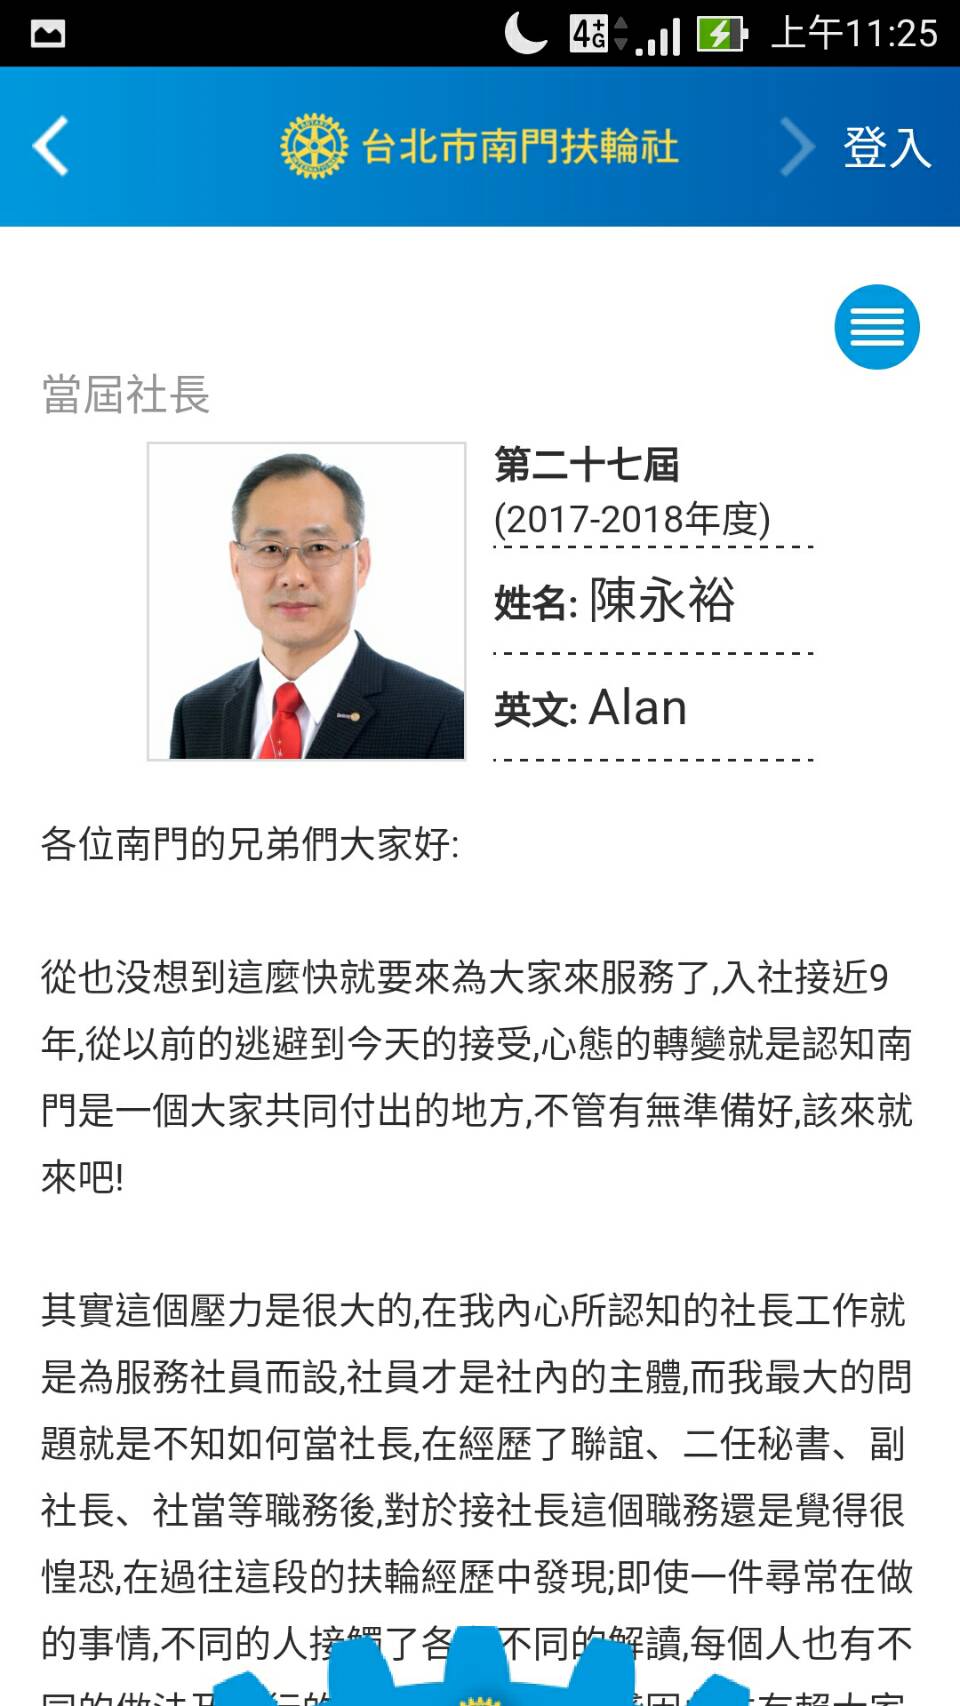 4+G 上午11:25
台北市南門扶輪社 登入
當屆社長
第二十七屆
(2017-2018年度)
姓名: 陳永裕
英文: Alan
各位南門的兄弟們大家好:
從也没想到這麼快就要來為大家來服務了,入社接近9
年,從以前的逃避到今天的接受,心態的轉變就是認知南
門是一個大家共同付出的地方,不管有無準備好,該來就
來吧!
其實這個壓力是很大的,在我內心所認知的社長工作就
是為服務社員而設,社員才是社內的主體,而我最大的問
題就是不知如何當社長,在經歷了聯誼、二任秘書、副
社長、社當等職務後,對於接社長這個職務還是覺得很
惶恐,在過往這段的扶輪經歷中發現;即使一件尋常在做
的事情,不同的人接觸了各 不同的解讀,每個人也有不